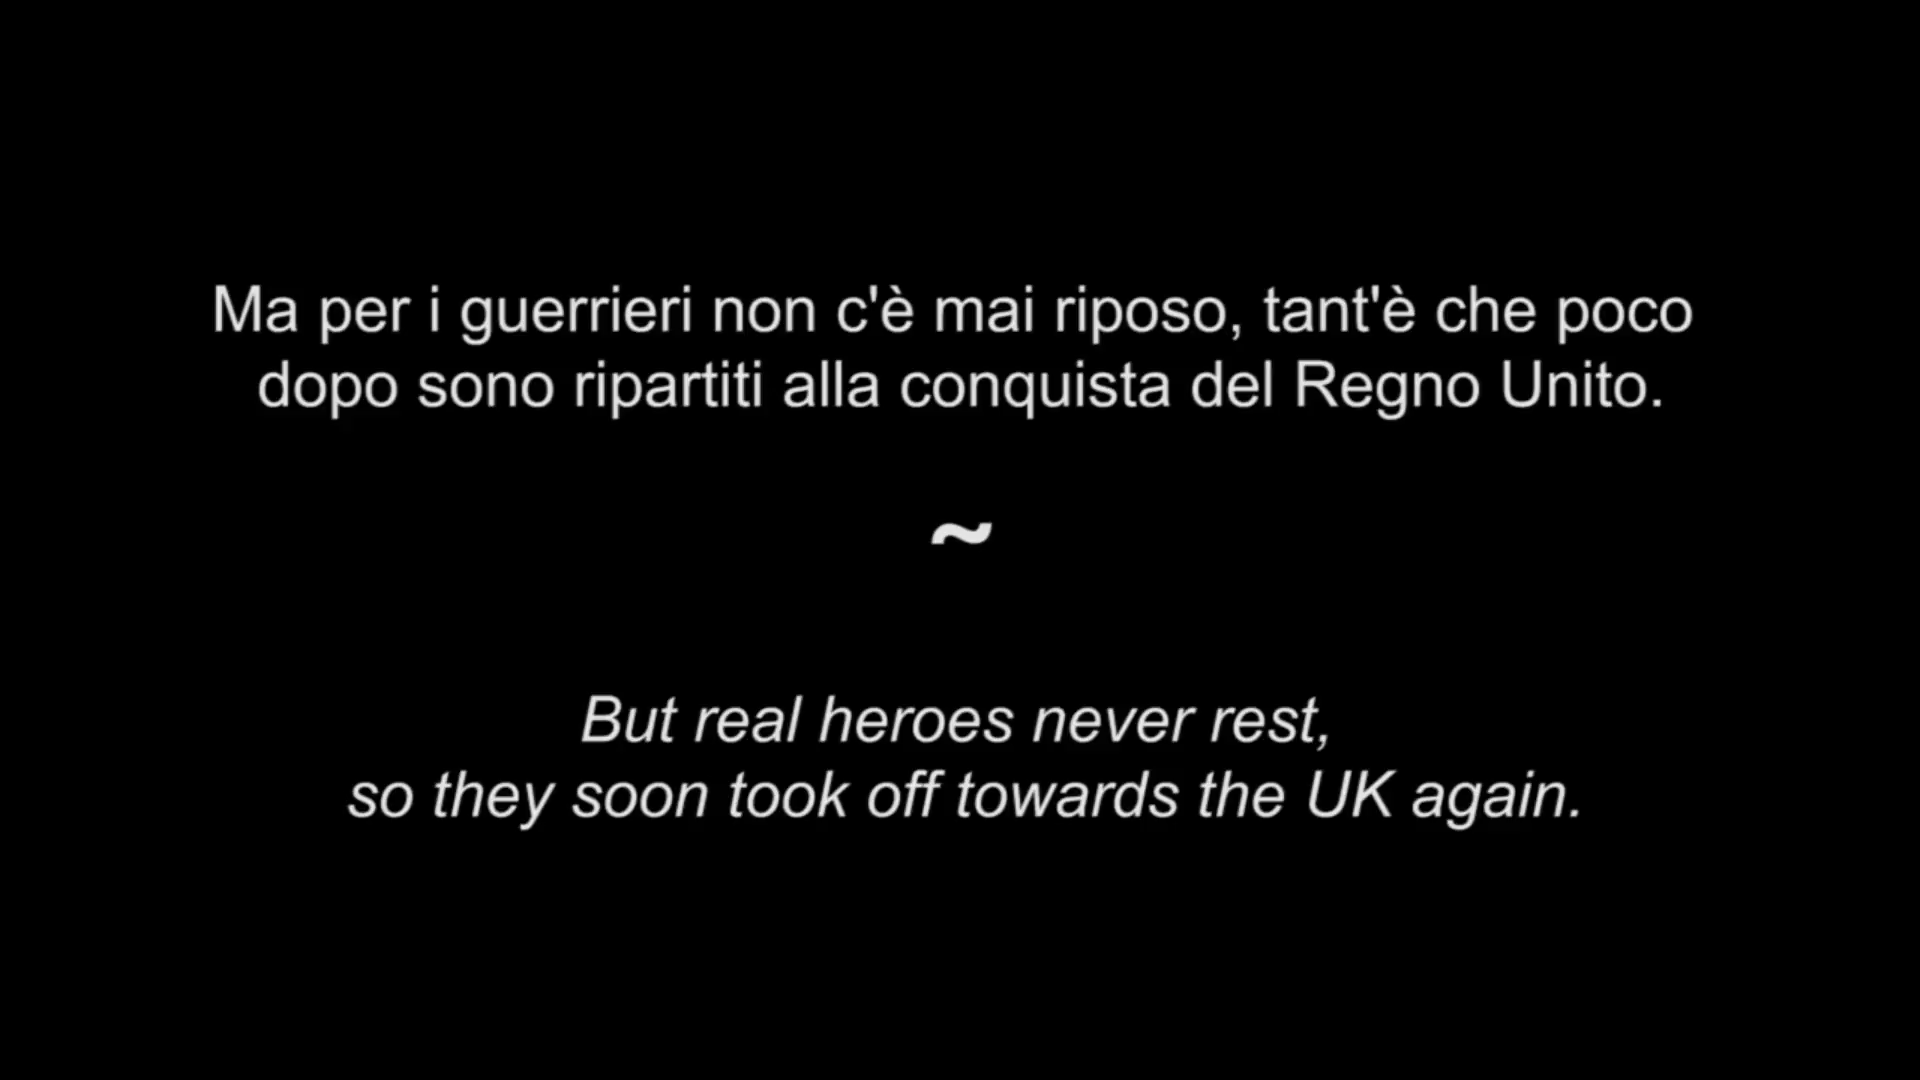 Ma per i guerrieri non c'è mai riposo, tant'è che poco
dopo sono ripartiti alla conquista del Regno Unito.
~
But real heroes never rest,
so they soon took off towards the UK again.